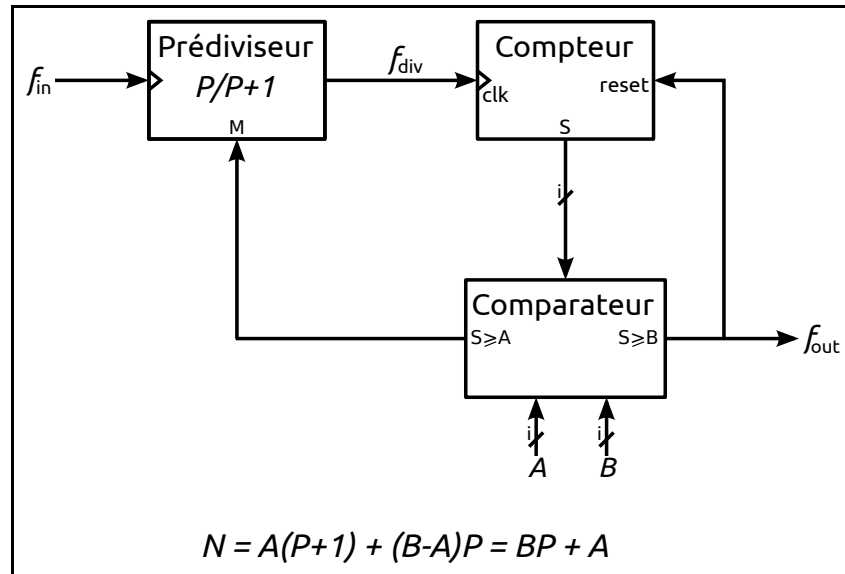 Prédiviseur
P/P+1
M
f_in
f_div
Compteur
clk
reset
S
i
Comparateur
S⩾A
S⩾B
f_out
i
i
A
B
N = A(P+1) + (B-A)P = BP + A